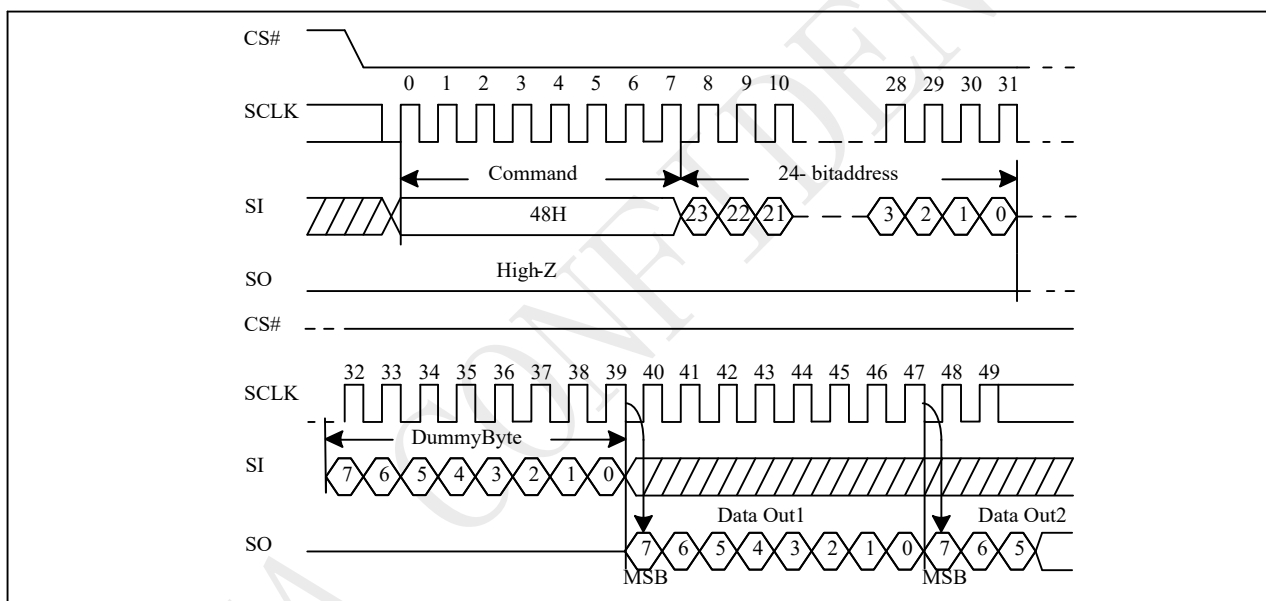 CS#
0 1 2 3 4 5 6 7 8 9 10 28 29 30 31
SCLK
Command 24- bitaddress
SI 48H 23 22 21 3 2 1 0
High-Z
SO
CS#
32 33 34 35 36 37 38 39 40 41 42 43 44 45 46 47 48 49
SCLK
DummyByte
SI 7 6 5 4 3 2 1 0
Data Out1 Data Out2
SO 7 6 5 4 3 2 1 0 7 6 5
MSB MSB